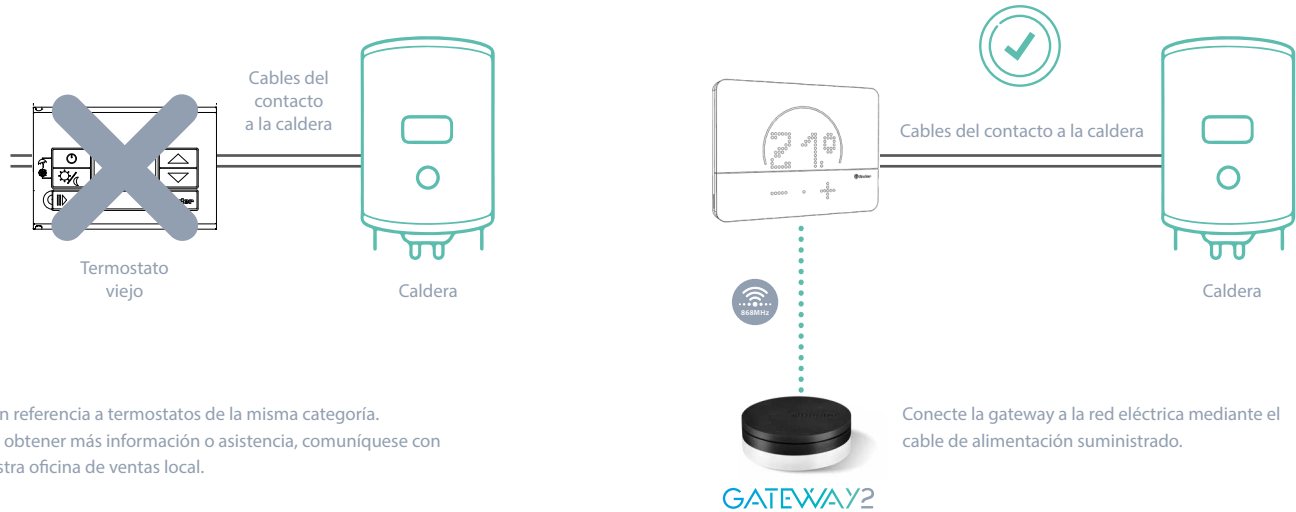 Cables del
contacto
a la caldera
Termostato
viejo
Caldera
n referencia a termostatos de la misma categoría.
obtener más información o asistencia, comuníquese con
stra oficina de ventas local.
21,0
Cables del contacto a la caldera
Caldera
868MHz
Conecte la gateway a la red eléctrica mediante el
cable de alimentación suministrado.
GATEWAY2